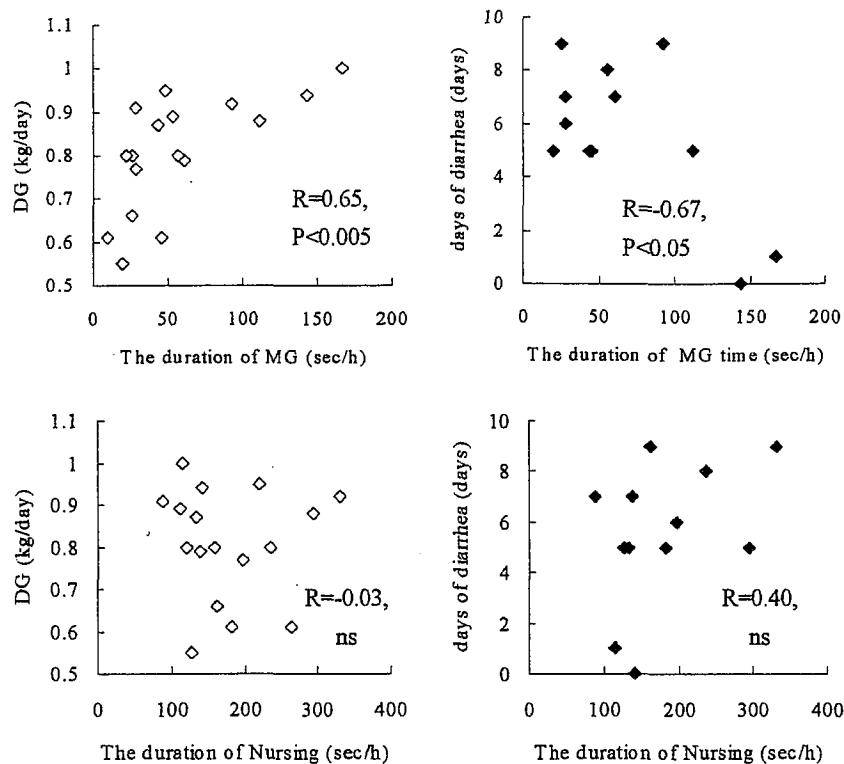 1.1
1
0.9
0.8
0.7
0.6
0.5
DG (kg/day)
R=0.65,
P<0.005
0 50 100 150 200
The duration of MG (sec/h)
10
8
6
4
2
0
days of diarrhea (days)
R=-0.67,
P<0.05
0 50 100 150 200
The duration of MG time (sec/h)
1.1
1
0.9
0.8
0.7
0.6
0.5
DG (kg/day)
R=-0.03,
ns
0 100 200 300 400
The duration of Nursing (sec/h)
10
8
6
4
2
0
days of diarrhea (days)
R=0.40,
ns
0 100 200 300 400
The duration of Nursing (sec/h)